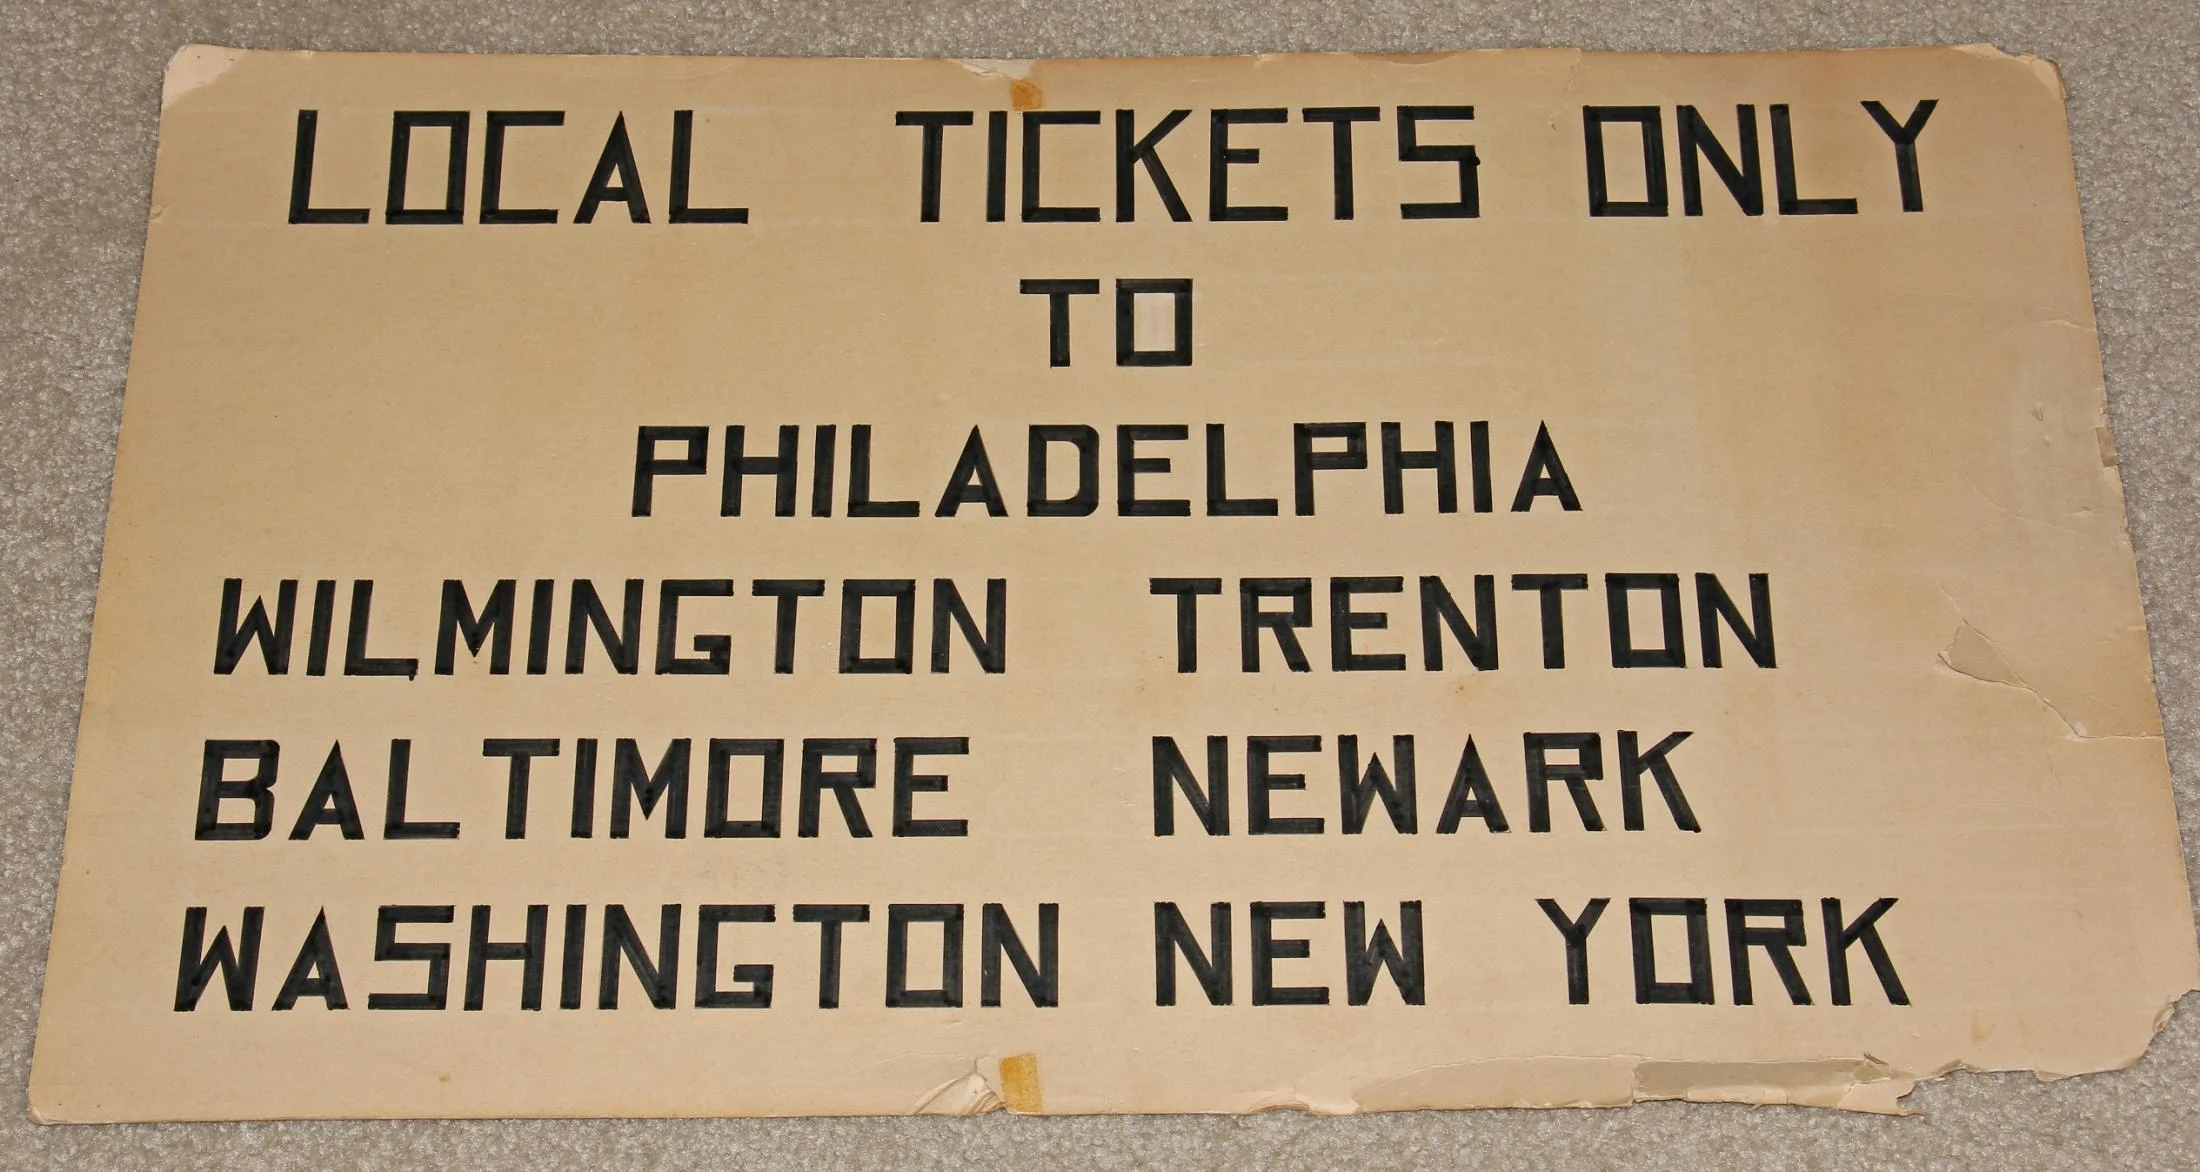 LOCAL TICKETS ONLY
TO
PHILADELPHIA
WILMINGTON TRENTON
BALTIMORE NEWARK
WASHINGTON NEW YORK